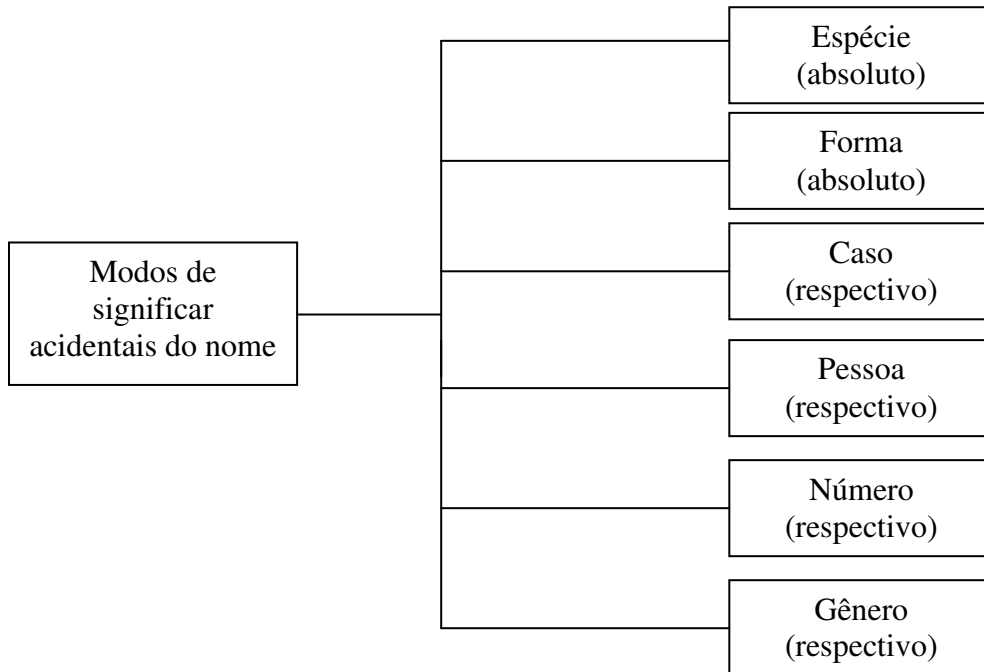 Espécie
(absoluto)
Forma
(absoluto)
Caso
(respectivo)
Modos de
significar
acidentais do nome
Pessoa
(respectivo)
Número
(respectivo)
Gênero
(respectivo)